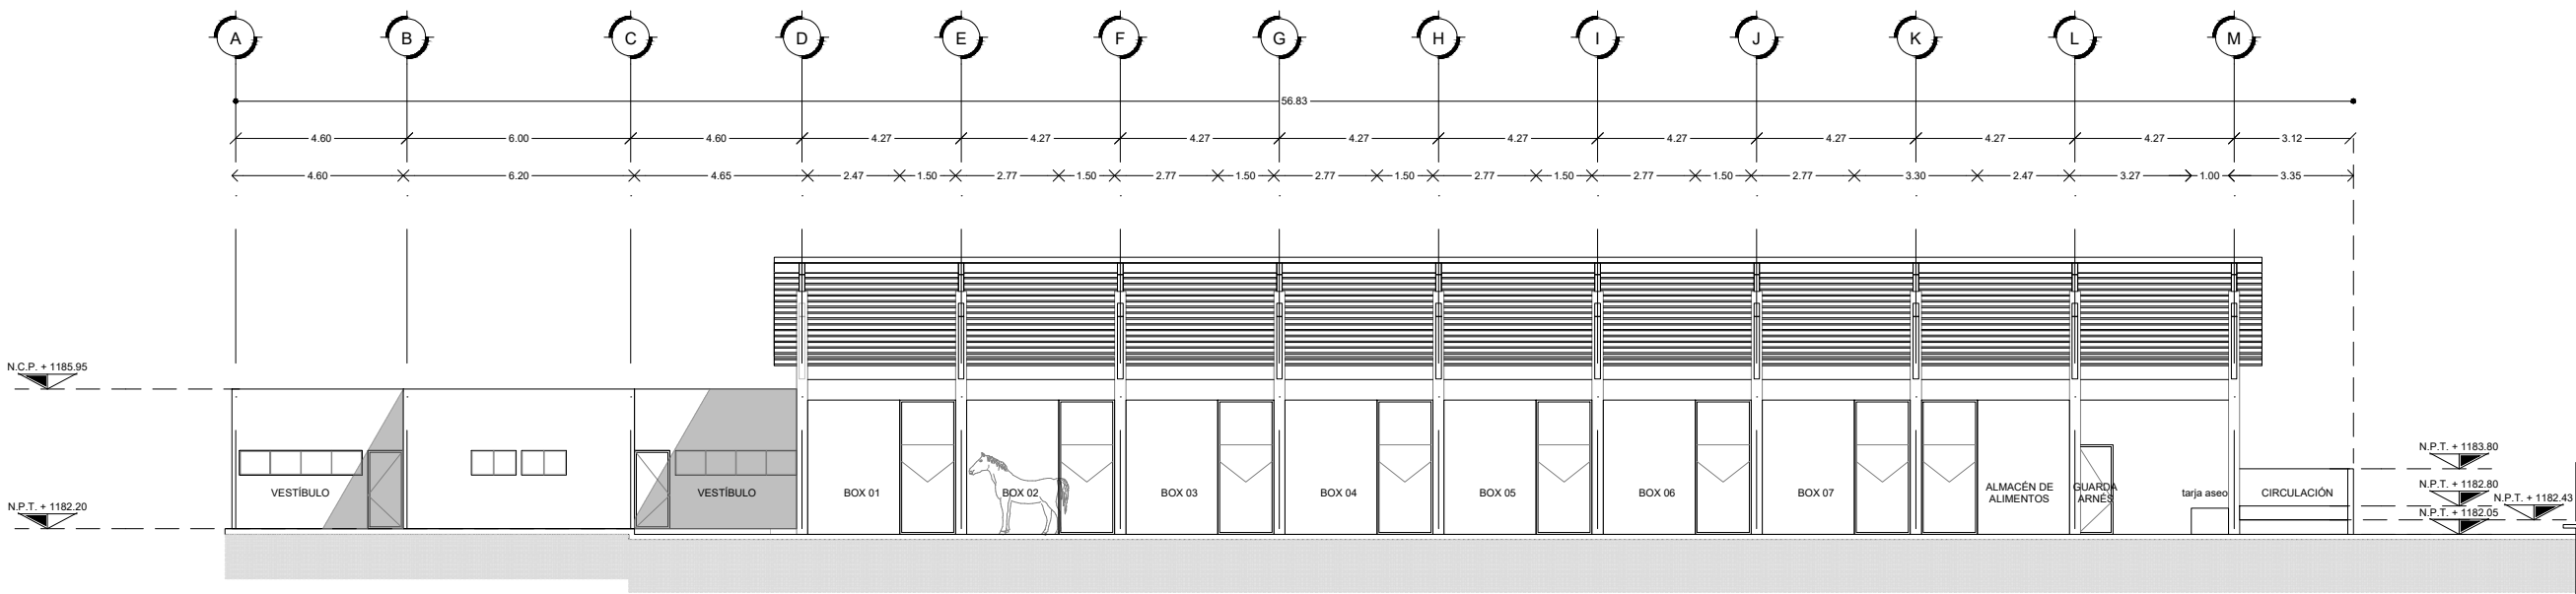 A B C D E F G H I J K L M
56.83
4.60 6.00 4.60 4.27 4.27 4.27 4.27 4.27 4.27 4.27 4.27 4.27 3.12
4.60 6.20 4.65 2.47 1.50 2.77 1.50 2.77 1.50 2.77 1.50 2.77 1.50 2.77 1.50 2.77 3.30 2.47 3.27 1.00 3.35
N.C.P. + 1185.95
N.P.T. + 1182.20
VESTÍBULO
VESTÍBULO
BOX 01
BOX 02
BOX 03
BOX 04
BOX 05
BOX 06
BOX 07
ALMACÉN DE
ALIMENTOS
GUARDA
ARNÉS
tarja aseo
CIRCULACIÓN
N.P.T. + 1183.80
N.P.T. + 1182.80
N.P.T. + 1182.43
N.P.T. + 1182.05